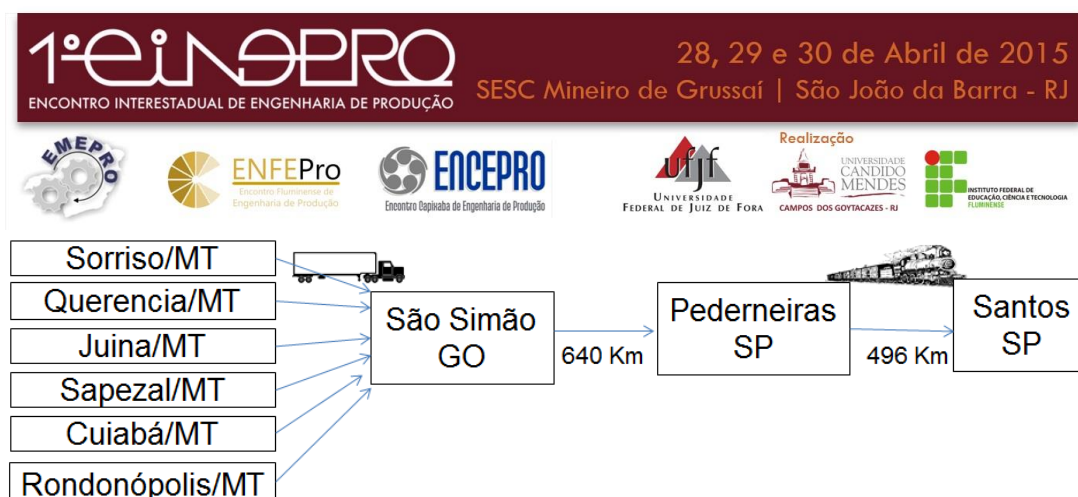 1º EINEPRO
ENCONTRO INTERESTADUAL DE ENGENHARIA DE PRODUÇÃO
28, 29 e 30 de Abril de 2015
SESC Mineiro de Grussaí | São João da Barra - RJ
EMEPRO
ENFEPro
Encontro Fluminense de
Engenharia de Produção
ENCEPRO
Encontro Capixaba de Engenharia de Produção
ufjf
UNIVERSIDADE
FEDERAL DE JUIZ DE FORA
Realização
UNIVERSIDADE
CANDIDO
MENDES
CAMPOS DOS GOYTACAZES - RJ
INSTITUTO FEDERAL DE
EDUCAÇÃO, CIÊNCIA E TECNOLOGIA
FLUMINENSE
Sorriso/MT
Querencia/MT
Juina/MT
Sapezal/MT
Cuiabá/MT
Rondonópolis/MT
São Simão
GO
640 Km
Pederneiras
SP
496 Km
Santos
SP